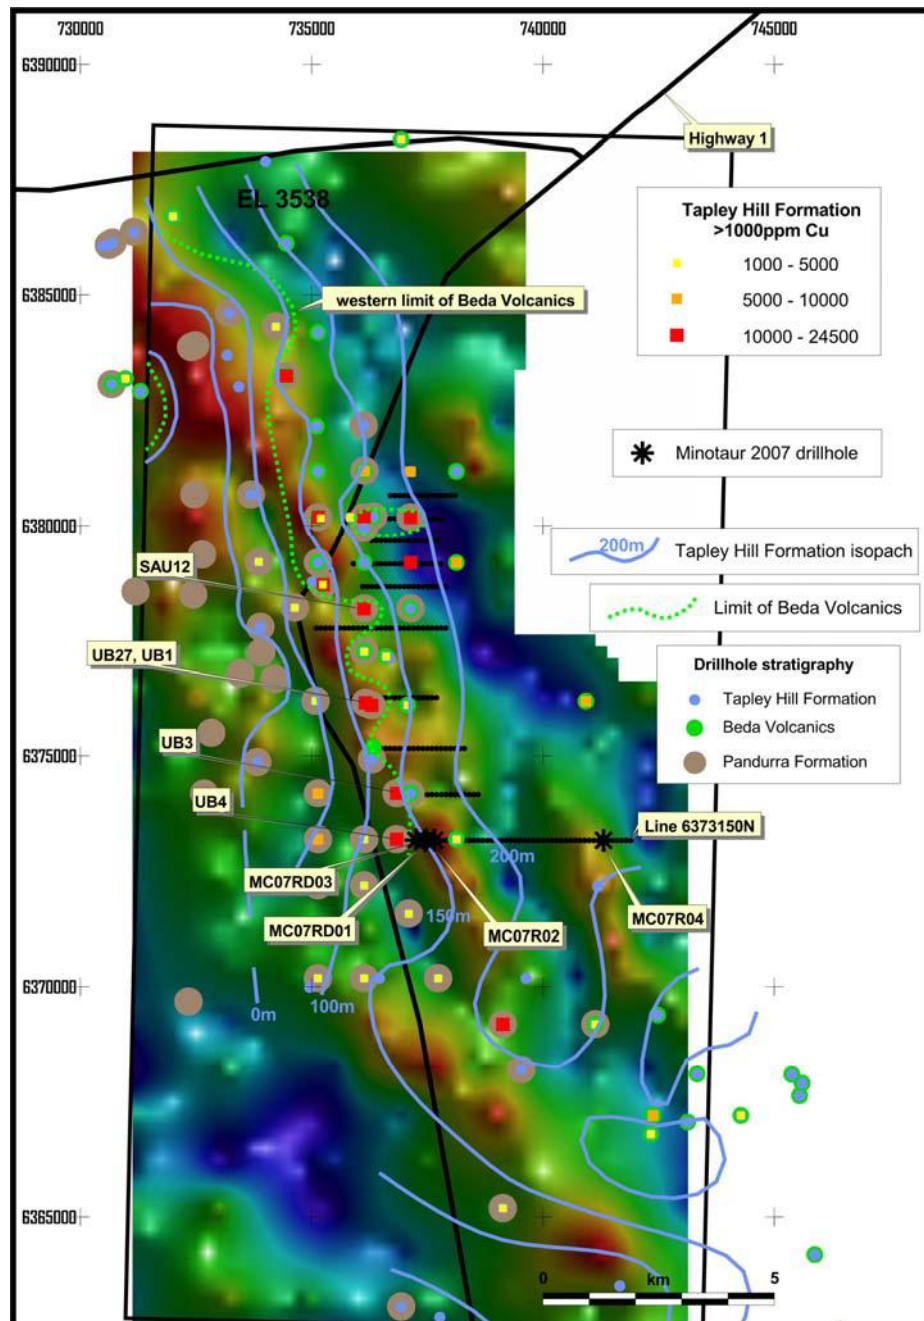 730000 735000 740000 745000
6390000
Highway 1
EL 3538
Tapley Hill Formation
>1000ppm Cu
1000 - 5000
5000 - 10000
10000 - 24500
6385000
western limit of Beda Volcanics
Minotaur 2007 drillhole
6380000
200m
Tapley Hill Formation isopach
SAU12
Limit of Beda Volcanics
UB27, UB1
Drillhole stratigraphy
Tapley Hill Formation
Beda Volcanics
Pandurra Formation
UB3
6375000
UB4
Line 6373150N
200m
MC07RD03
150m
MC07R04
MC07RD01
MC07R02
6370000
0m
100m
6365000
0 km 5